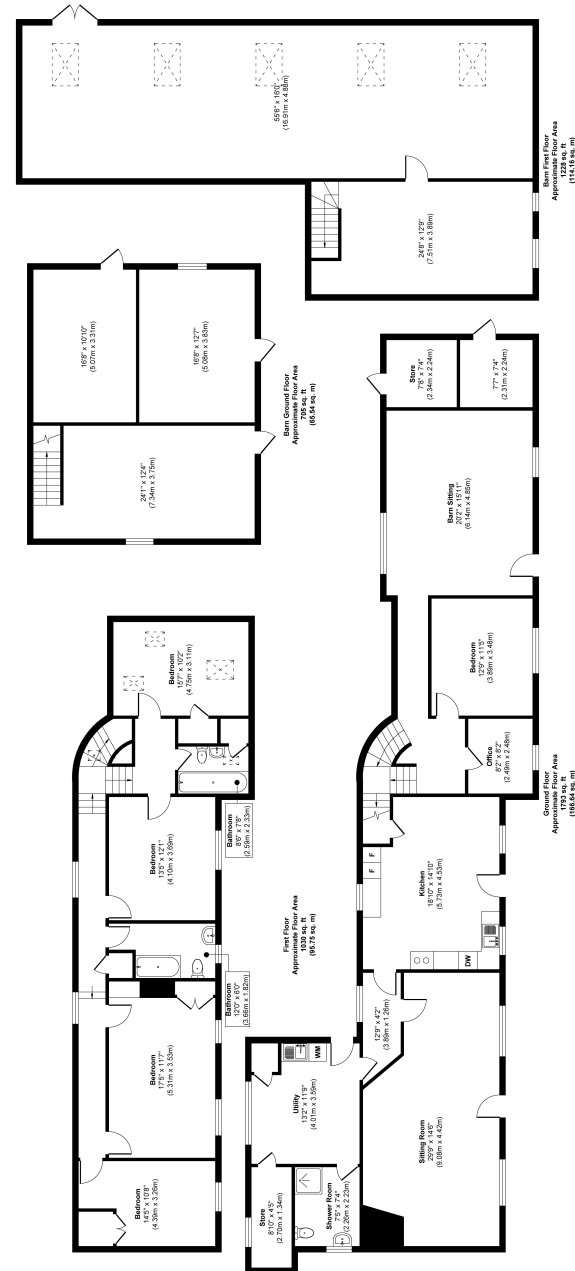 55'6" x 16'0"
(16.91m x 4.88m)
24'8" x 12'9"
(7.51m x 3.89m)
Barn First Floor
Approximate Floor Area
1228 sq. ft
(114.16 sq. m)
16'8" x 10'10"
(5.07m x 3.31m)
16'8" x 12'7"
(5.08m x 3.83m)
24'1" x 12'4"
(7.34m x 3.75m)
Barn Ground Floor
Approximate Floor Area
705 sq. ft
(65.54 sq. m)
Bedroom
14'5" x 10'8"
(4.39m x 3.26m)
Bedroom
17'5" x 11'7"
(5.31m x 3.53m)
Bathroom
12'0" x 6'0"
(3.66m x 1.82m)
Bedroom
13'5" x 12'1"
(4.10m x 3.69m)
Bathroom
8'6" x 7'8"
(2.59m x 2.33m)
Bedroom
15'7" x 10'2"
(4.75m x 3.11m)
First Floor
Approximate Floor Area
1030 sq. ft
(95.75 sq. m)
Store
8'10" x 4'5"
(2.70m x 1.34m)
Utility
13'2" x 11'9"
(4.01m x 3.59m)
WM
Shower Room
7'5" x 7'4"
(2.26m x 2.23m)
12'9" x 4'2"
(3.89m x 1.26m)
Sitting Room
29'9" x 14'6"
(9.08m x 4.42m)
Kitchen
18'10" x 14'10"
(5.73m x 4.53m)
F
F
DW
Office
8'2" x 8'2"
(2.49m x 2.48m)
Bedroom
12'9" x 11'5"
(3.89m x 3.48m)
Barn Sitting
20'2" x 15'11"
(6.14m x 4.85m)
Store
7'8" x 7'4"
(2.34m x 2.24m)
7'7" x 7'4"
(2.31m x 2.24m)
Ground Floor
Approximate Floor Area
1793 sq. ft
(166.64 sq. m)